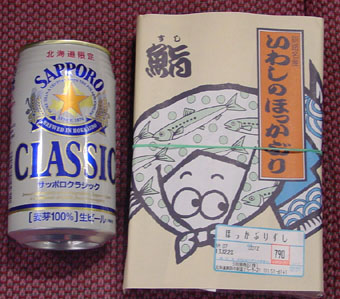 北海道限定
SAPPORO
BREWED IN HOKKAIDO
CLASSIC
サッポロクラシック
【麦芽100%】生ビール
すし
鮨
いわしのほっかぶり
ほっかぶりすし
790